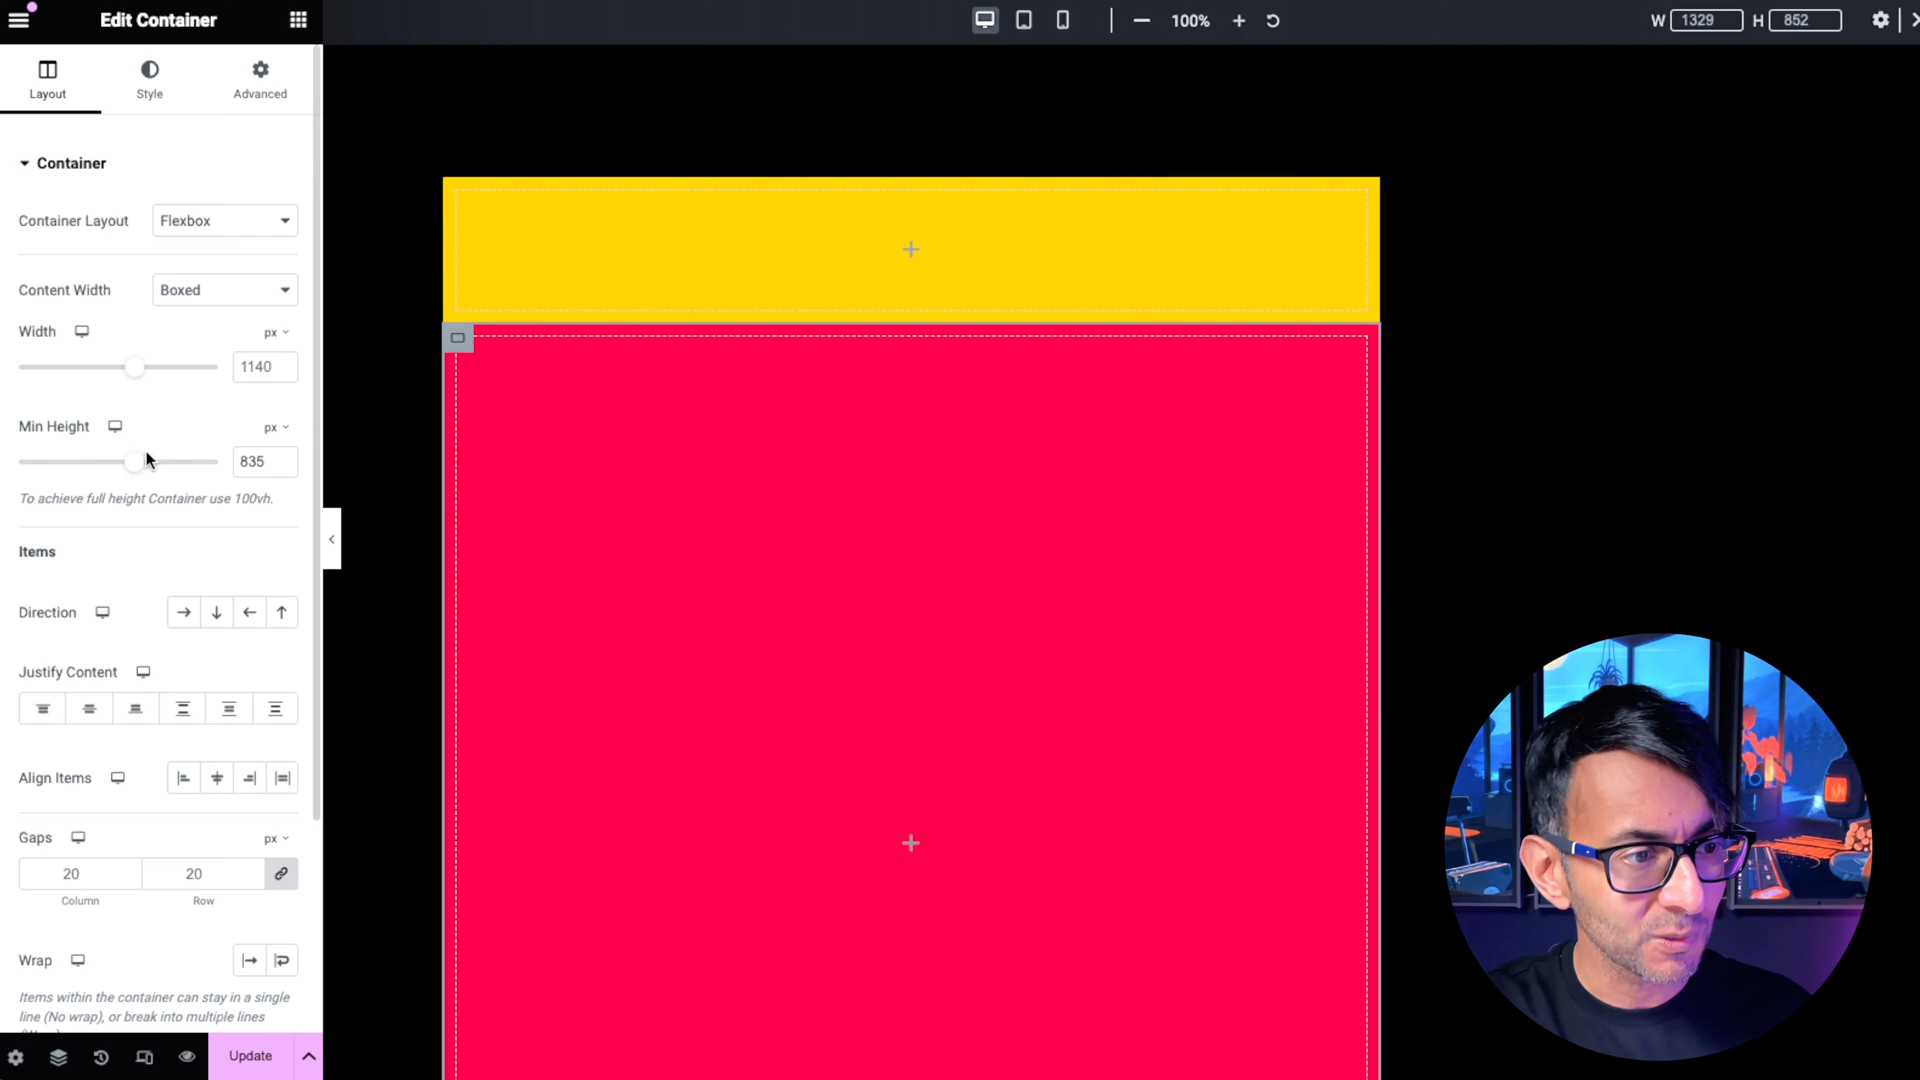 Edit Container
100%
W 1329 H 852
Layout Style Advanced
Container
Container Layout Flexbox
Content Width Boxed
Width px
1140
Min Height px
835
To achieve full height Container use 100vh.
Items
Direction
Justify Content
Align Items
Gaps px
20 20
Column Row
Wrap
Items within the container can stay in a single
line (No wrap), or break into multiple lines
Update